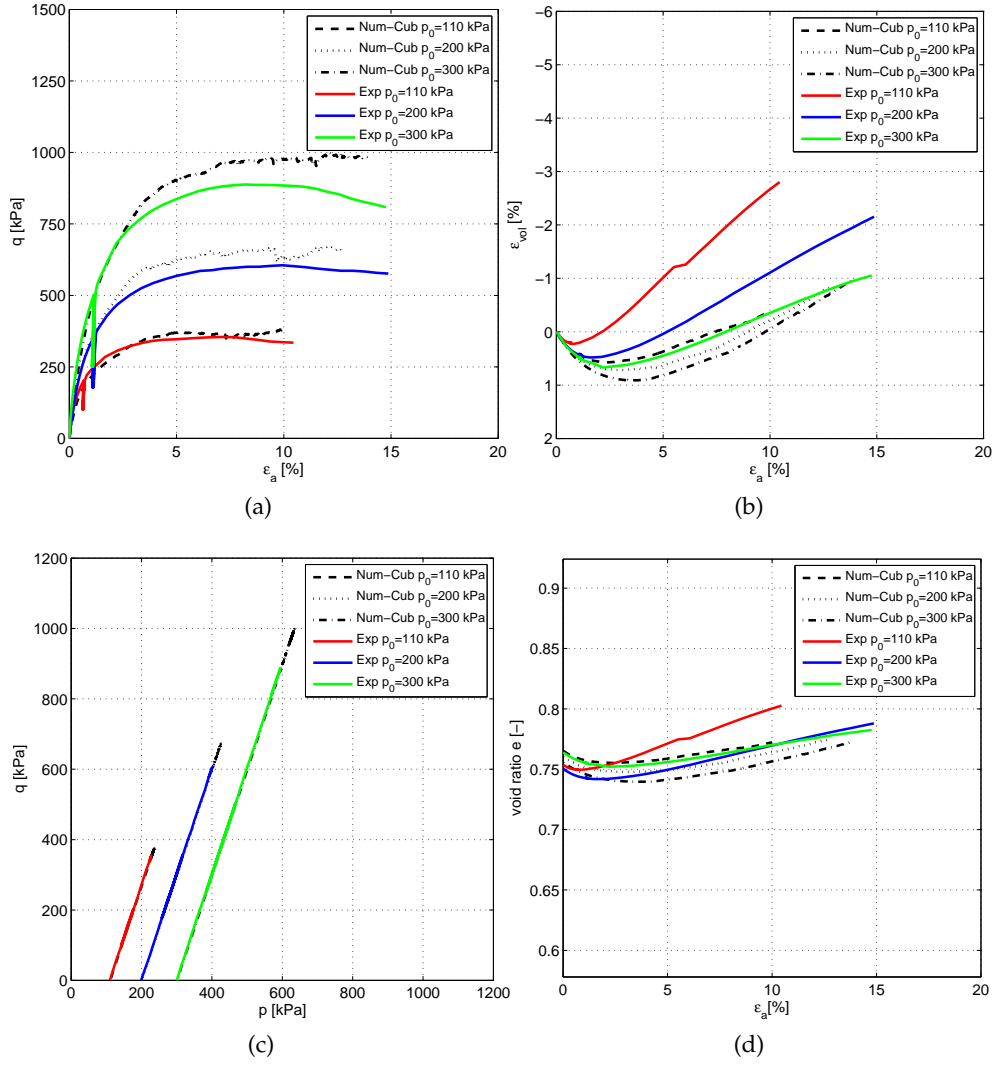 1500
1250
1000
750
500
250
0
q [kPa]
0 5 10 15 20
ε_a [%]
Num−Cub p_0=110 kPa
Num−Cub p_0=200 kPa
Num−Cub p_0=300 kPa
Exp p_0=110 kPa
Exp p_0=200 kPa
Exp p_0=300 kPa
(a)
−6
−5
−4
−3
−2
−1
0
1
2
ε_vol [%]
0 5 10 15 20
ε_a [%]
Num−Cub p_0=110 kPa
Num−Cub p_0=200 kPa
Num−Cub p_0=300 kPa
Exp p_0=110 kPa
Exp p_0=200 kPa
Exp p_0=300 kPa
(b)
1200
1000
800
600
400
200
0
q [kPa]
0 200 400 600 800 1000 1200
p [kPa]
Num−Cub p_0=110 kPa
Num−Cub p_0=200 kPa
Num−Cub p_0=300 kPa
Exp p_0=110 kPa
Exp p_0=200 kPa
Exp p_0=300 kPa
(c)
0.9
0.85
0.8
0.75
0.7
0.65
0.6
void ratio e [−]
0 5 10 15 20
ε_a[%]
Num−Cub p_0=110 kPa
Num−Cub p_0=200 kPa
Num−Cub p_0=300 kPa
Exp p_0=110 kPa
Exp p_0=200 kPa
Exp p_0=300 kPa
(d)